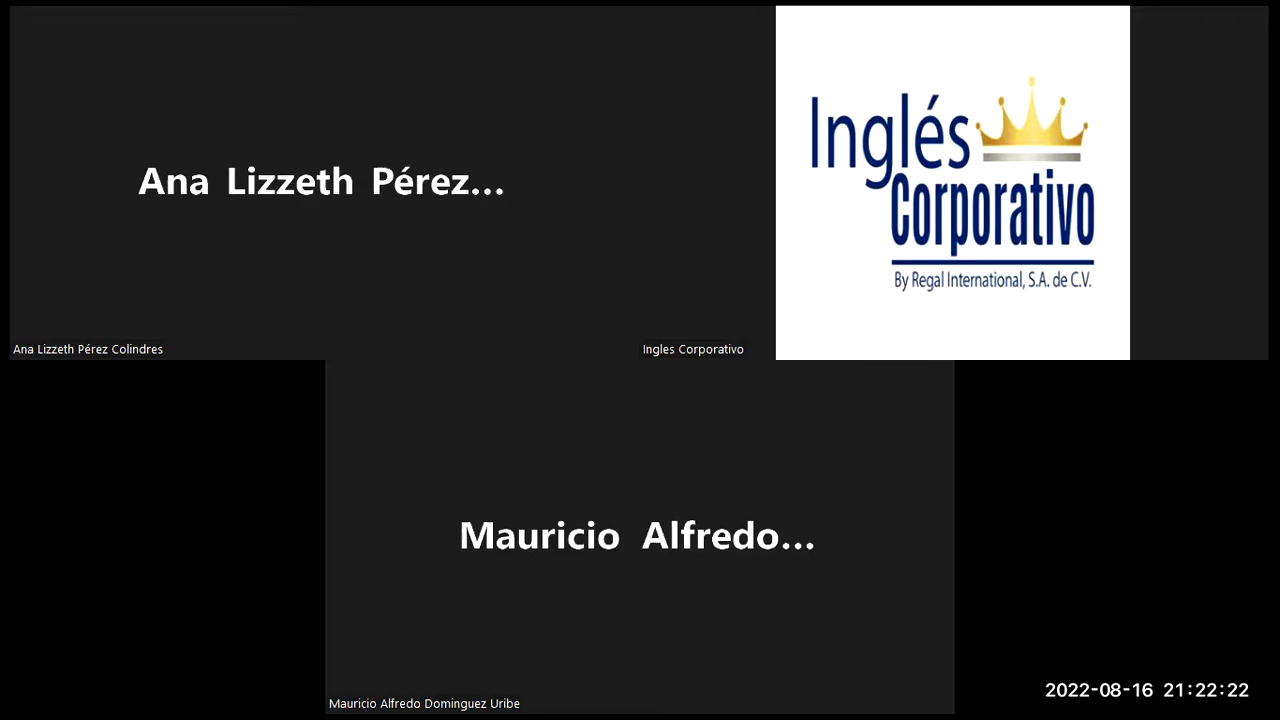 Ana Lizzeth Pérez...
Inglés
Corporativo
By Regal International, S.A. de C.V.
Ana Lizzeth Pérez Colindres
Ingles Corporativo
Mauricio Alfredo...
Mauricio Alfredo Dominguez Uribe
2022-08-16 21:22:22